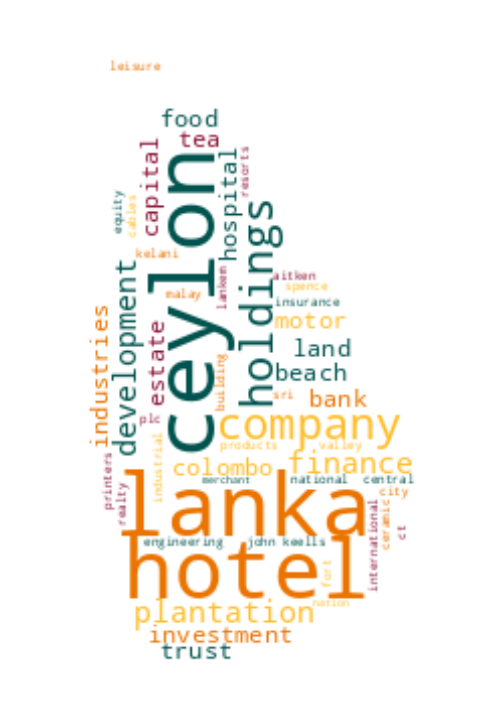 leisure
food
tea
capital
hospital
resorts
equity
cables
ceylon
holdings
kelani
development
lankem
aitken
spence
malay
insurance
industries
motor
estate
land
building
beach
sri
bank
plc
company
industrial
products
valley
colombo
finance
printers
realty
merchant
national
central
lanka
city
ceramic
international
ct
engineering
john keells
hotel
fort
nation
plantation
investment
trust